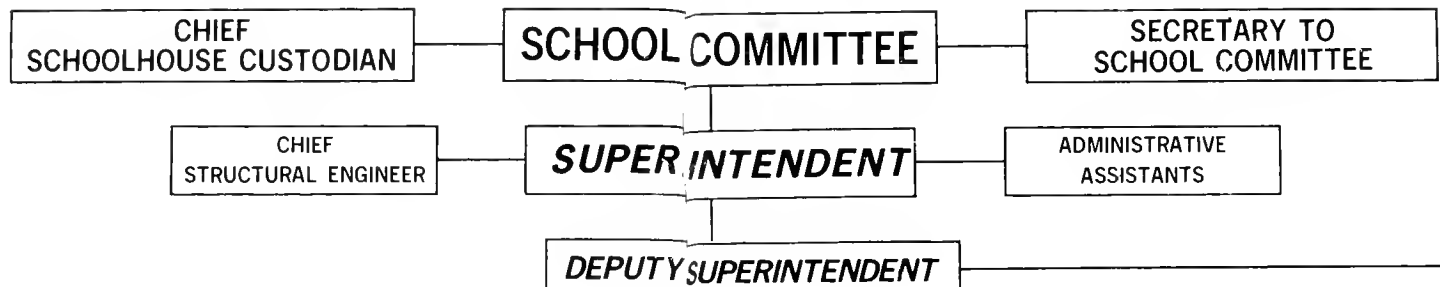 CHIEF
SCHOOLHOUSE CUSTODIAN
SCHOOL COMMITTEE
SECRETARY TO
SCHOOL COMMITTEE
CHIEF
STRUCTURAL ENGINEER
SUPERINTENDENT
ADMINISTRATIVE
ASSISTANTS
DEPUTY SUPERINTENDENT